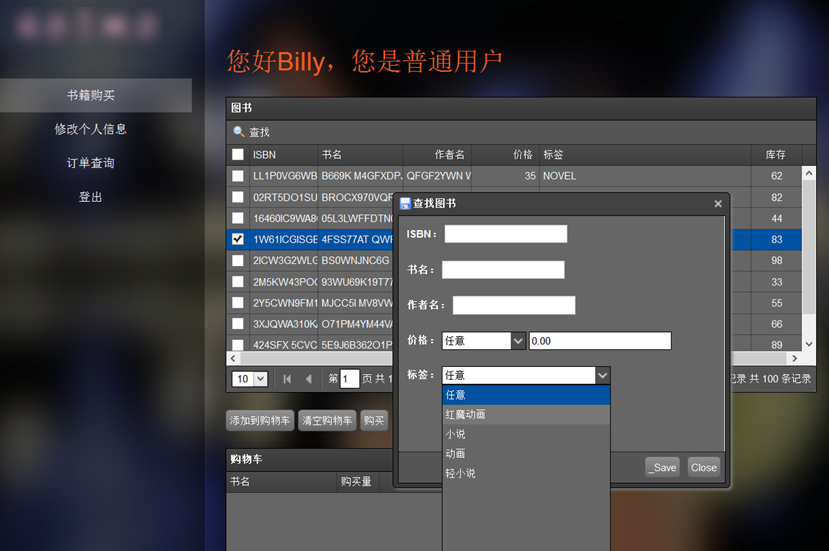 您好Billy，您是普通用户
书籍购买
修改个人信息
订单查询
登出
图书
查找
ISBN 书名 作者名 价格 标签 库存
LL1P0VG6WB B669K M4GFXDPJ QFGF2YWN W 35 NOVEL 62
02RT5DO1SU BROCX970VQF 82
16460IC9WA8 05L3LWFFDTN 44
1W61ICGISGE 4FSS77AT QWF 83
2ICW3G2WLG BS0WNJNC6G 98
2M5KW43POC 93WU69K19T77 33
2Y5CWN9FM1 MJCC5I MV8VW 55
3XJQWA310K O71PM4YM44V 66
424SFX 5CVC 5E9J6B362O1P 89
10 第 1 页 共 1 记录 共 100 条记录
添加到购物车 清空购物车 购买
购物车
书名 购买量
查找图书
ISBN：
书名：
作者名：
价格： 任意 0.00
标签： 任意
任意
红魔动画
小说
动画
轻小说
_Save Close